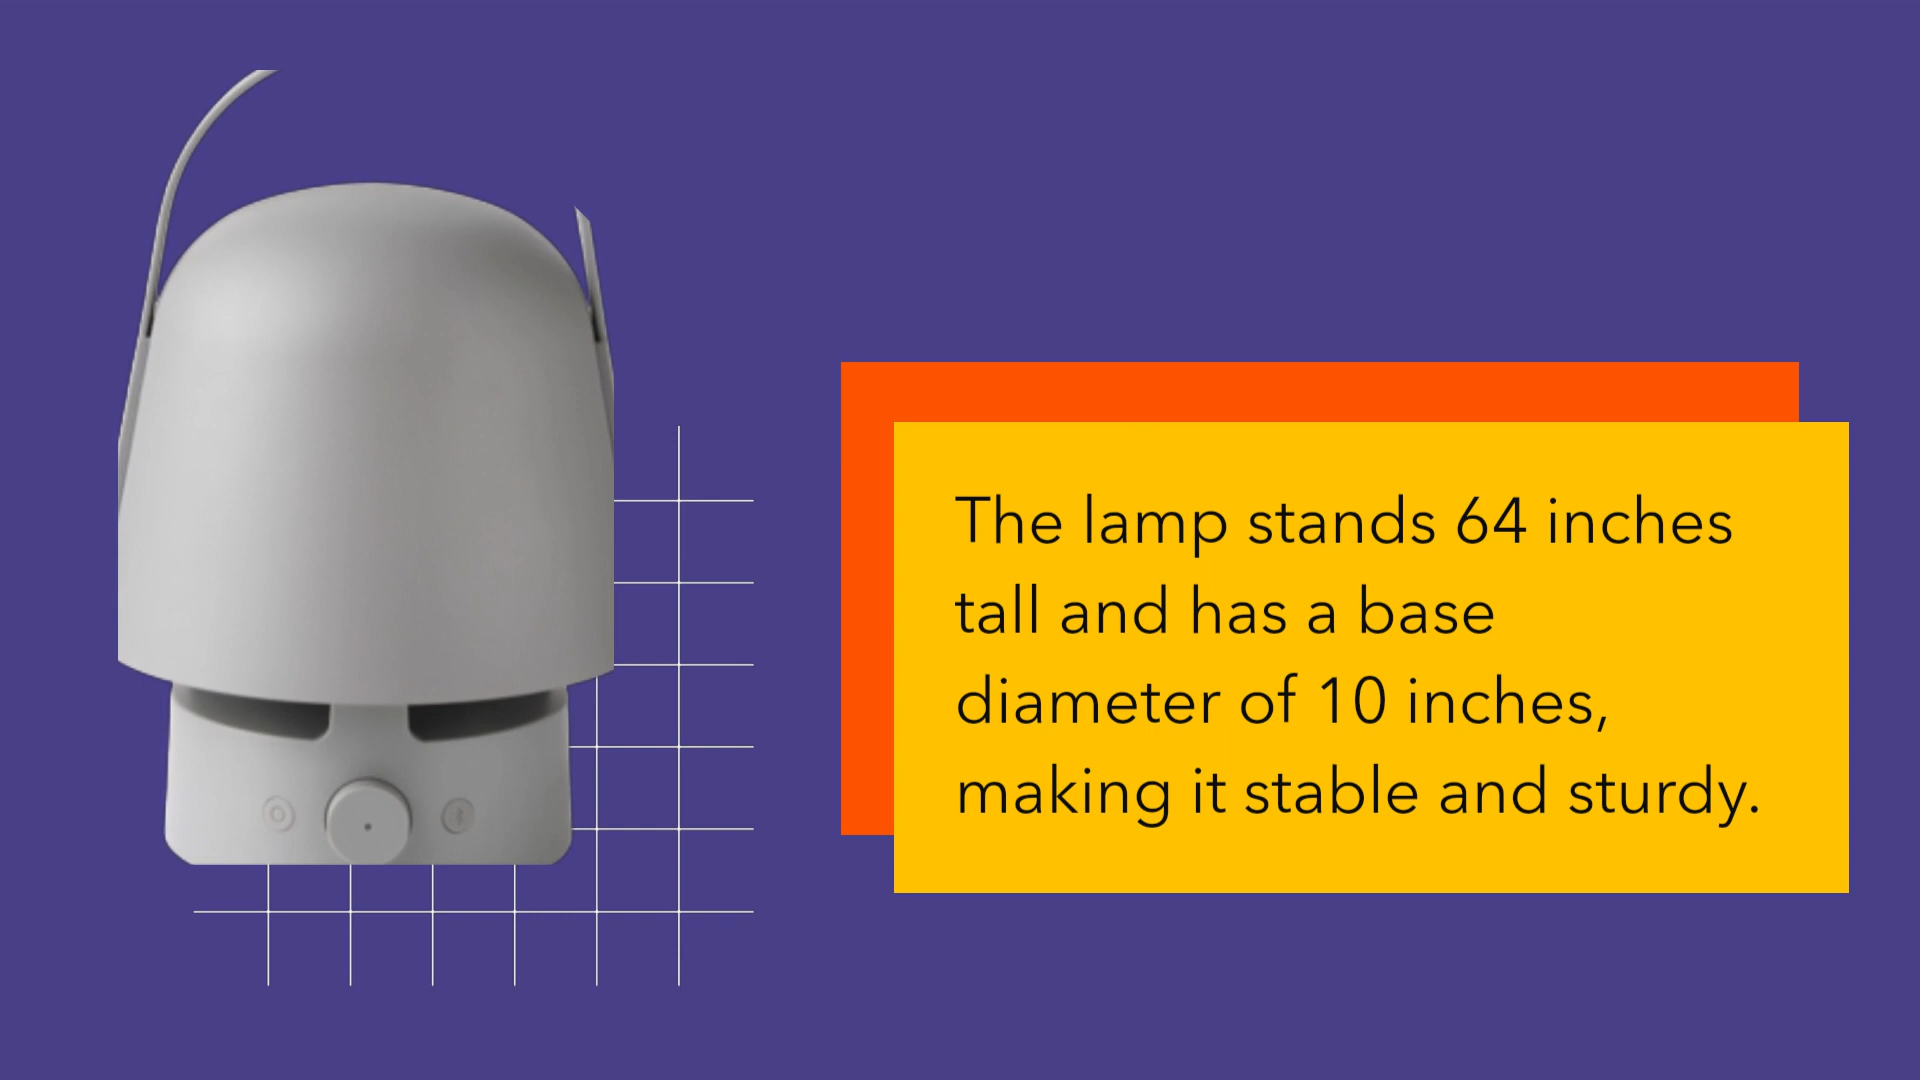 The lamp stands 64 inches
tall and has a base
diameter of 10 inches,
making it stable and sturdy.